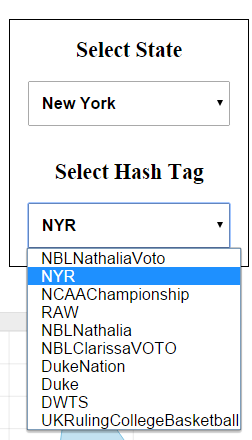 Select State
New York
Select Hash Tag
NYR
NBLNathaliaVoto
NYR
NCAAChampionship
RAW
NBLNathalia
NBLClarissaVOTO
DukeNation
Duke
DWTS
UKRulingCollegeBasketball